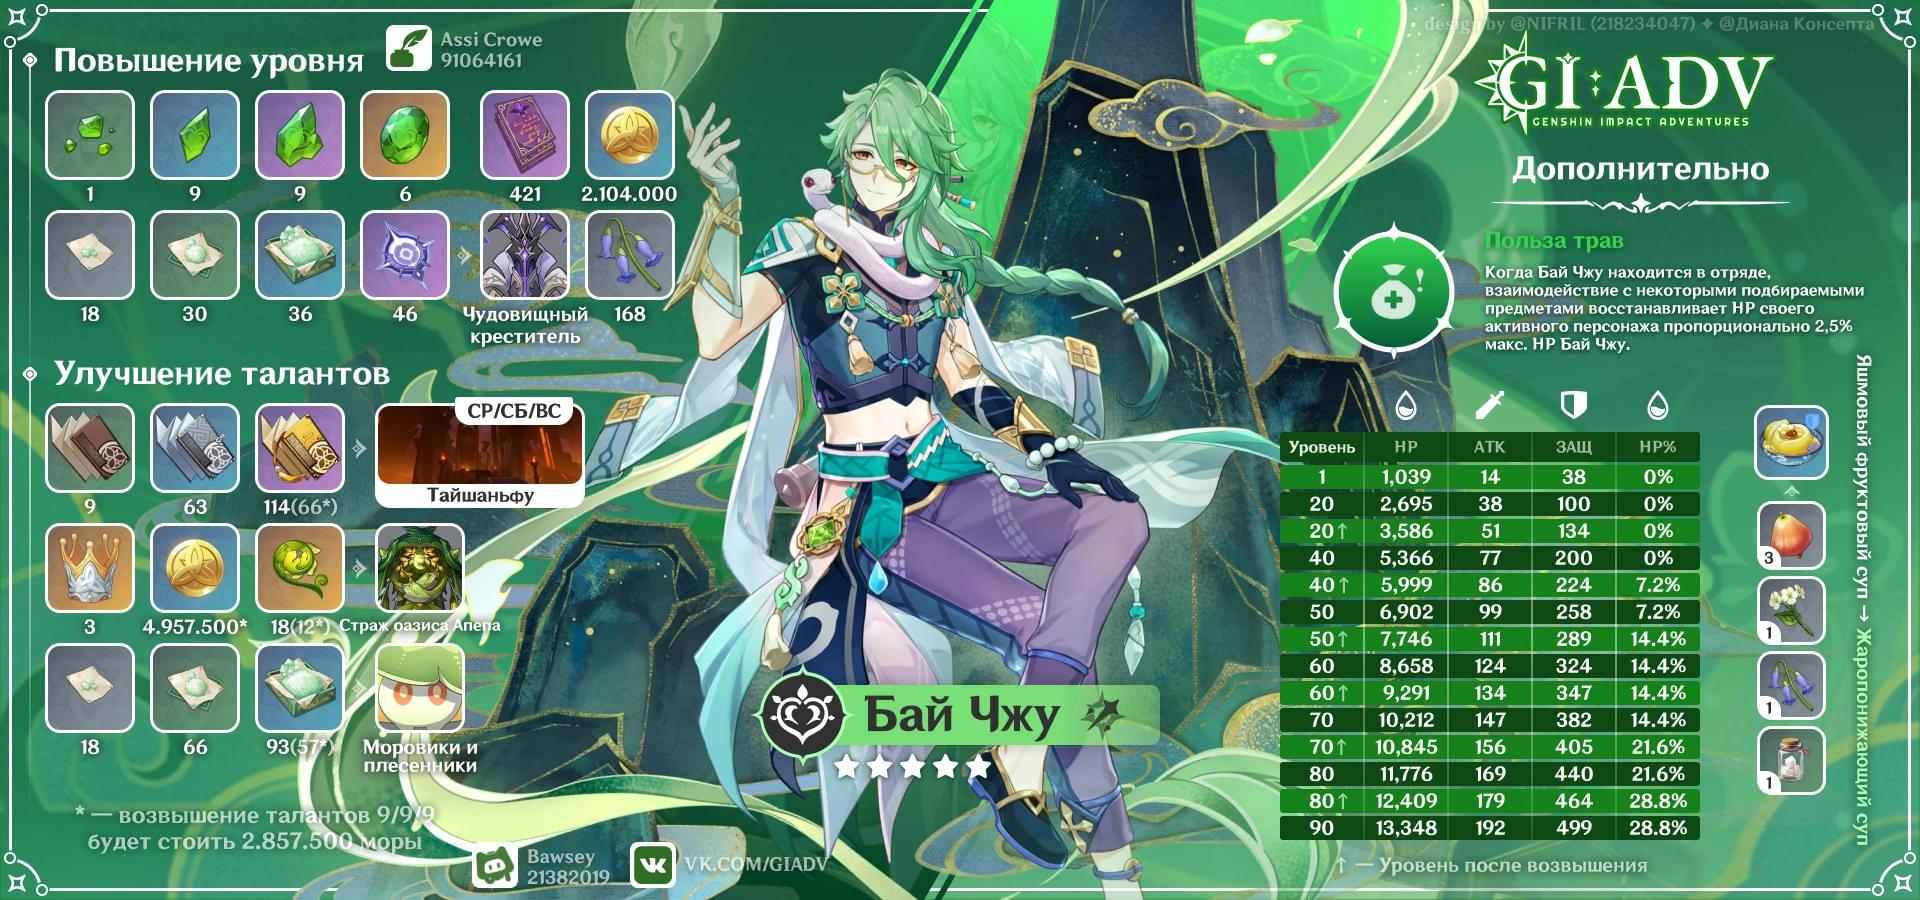 design by @NIFRIL (218234047) ✦ @Диана Консепта
Повышение уровня
Assi Crowe
91064161
1
9
9
6
421
2.104.000
18
30
36
46
Чудовищный
креститель
168
Улучшение талантов
9
63
114(66*)
СР/СБ/ВС
Тайшаньфу
3
4.957.500*
18(12*)
Страж оазиса Апепа
18
66
93(57*)
Моровики и
плесенники
* — возвышение талантов 9/9/9
будет стоить 2.857.500 моры
Bawsey
21382019
VK.COM/GIADV
Бай Чжу
GI ADV
GENSHIN IMPACT ADVENTURES
Дополнительно
Польза трав
Когда Бай Чжу находится в отряде,
взаимодействие с некоторыми подбираемыми
предметами восстанавливает HP своего
активного персонажа пропорционально 2,5%
макс. HP Бай Чжу.
Уровень HP АТК ЗАЩ HP%
1 1,039 14 38 0%
20 2,695 38 100 0%
20↑ 3,586 51 134 0%
40 5,366 77 200 0%
40↑ 5,999 86 224 7.2%
50 6,902 99 258 7.2%
50↑ 7,746 111 289 14.4%
60 8,658 124 324 14.4%
60↑ 9,291 134 347 14.4%
70 10,212 147 382 14.4%
70↑ 10,845 156 405 21.6%
80 11,776 169 440 21.6%
80↑ 12,409 179 464 28.8%
90 13,348 192 499 28.8%
↑ — Уровень после возвышения
3
1
1
1
Яшмовый фруктовый суп → Жаропонижающий суп